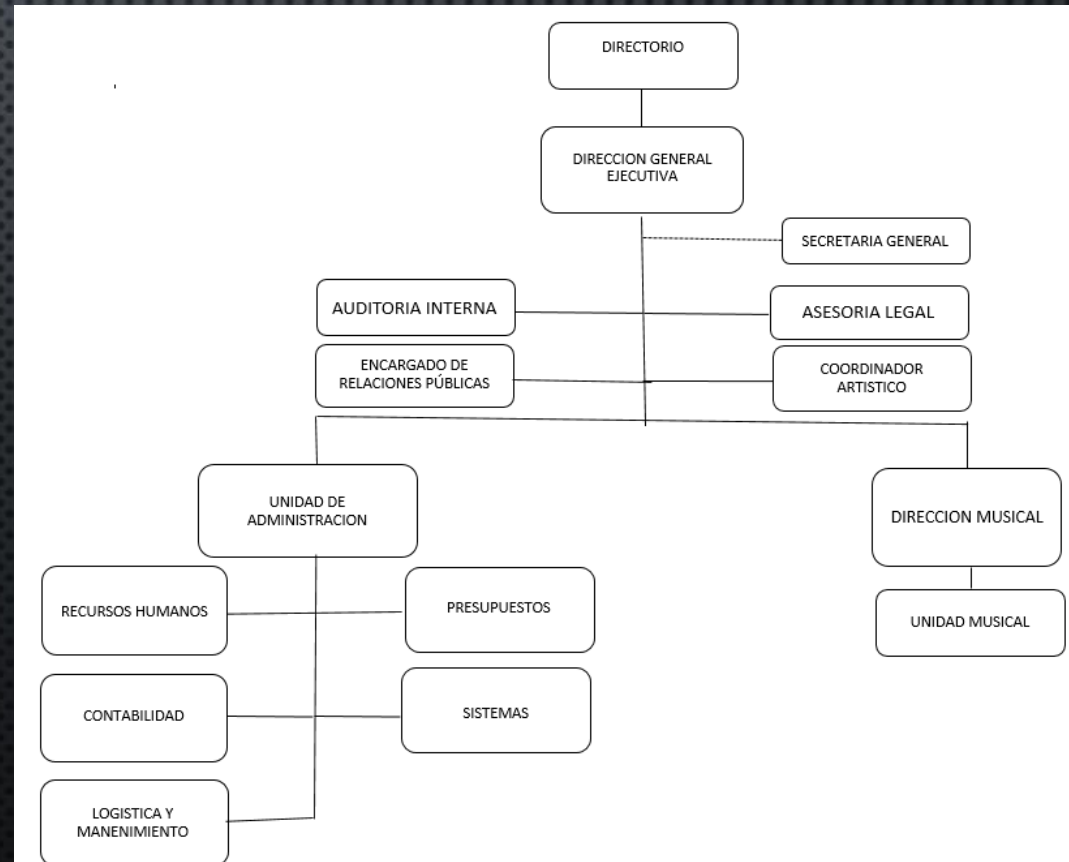 DIRECTORIO
DIRECCION GENERAL
EJECUTIVA
SECRETARIA GENERAL
AUDITORIA INTERNA
ASESORIA LEGAL
ENCARGADO DE
RELACIONES PÚBLICAS
COORDINADOR
ARTISTICO
UNIDAD DE
ADMINISTRACION
DIRECCION MUSICAL
RECURSOS HUMANOS
PRESUPUESTOS
UNIDAD MUSICAL
CONTABILIDAD
SISTEMAS
LOGISTICA Y
MANENIMIENTO